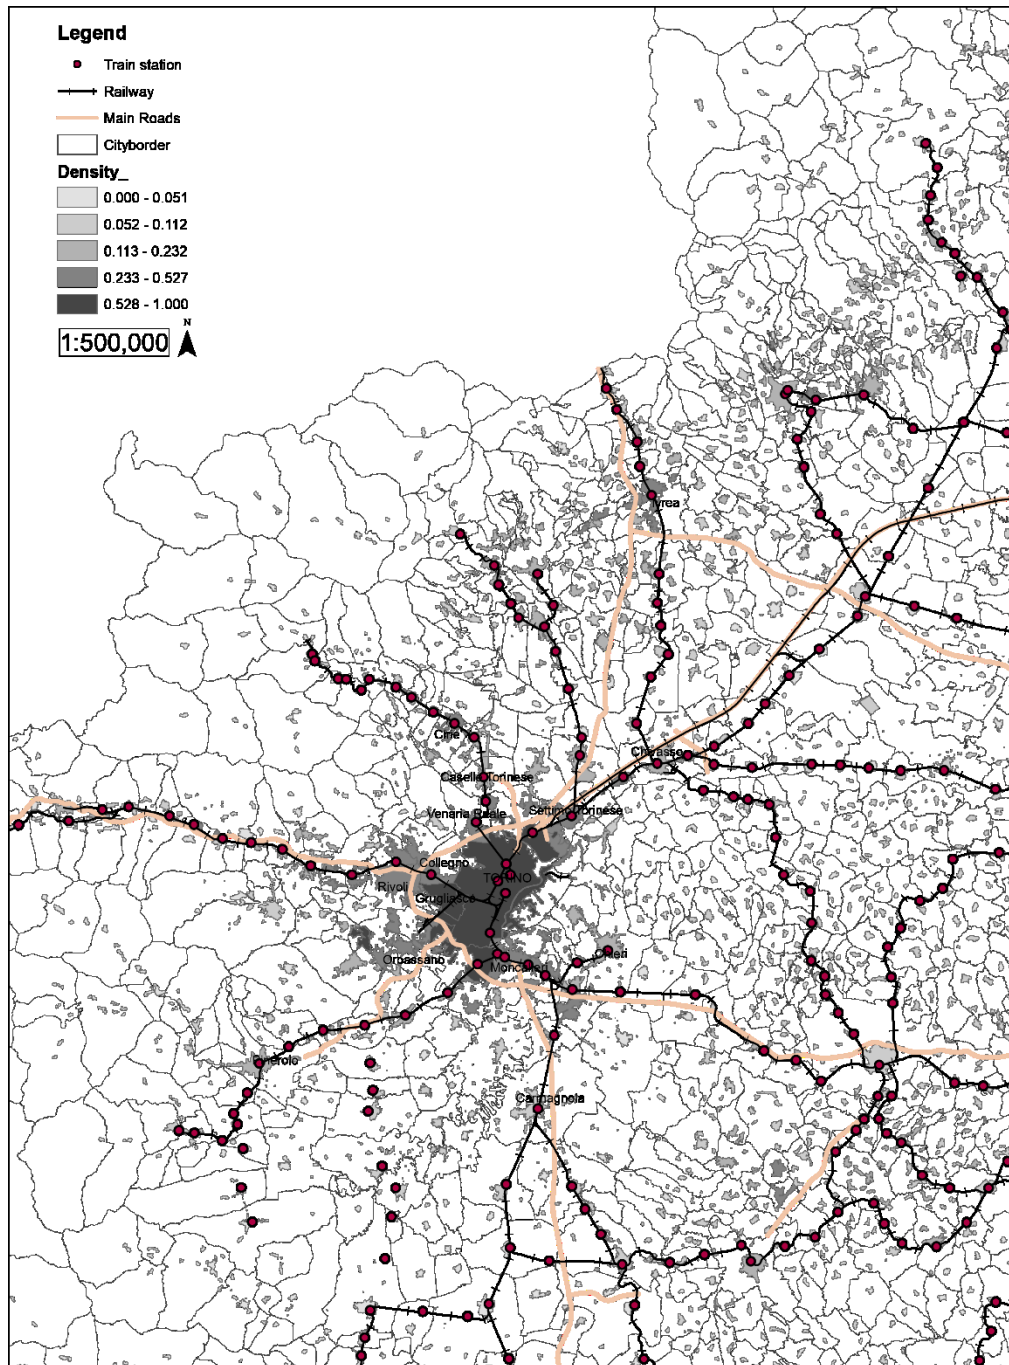 Legend
Train station
Railway
Main Roads
Cityborder
Density_
0.000 - 0.051
0.052 - 0.112
0.113 - 0.232
0.233 - 0.527
0.528 - 1.000
N
1:500,000
Ivrea
Cirie
Chivasso
Caselle Torinese
Venaria Reale
Settimo Torinese
Collegno
TORINO
Rivoli
Grugliasco
Orbassano
Moncalieri
Chieri
Pinerolo
Carmagnola